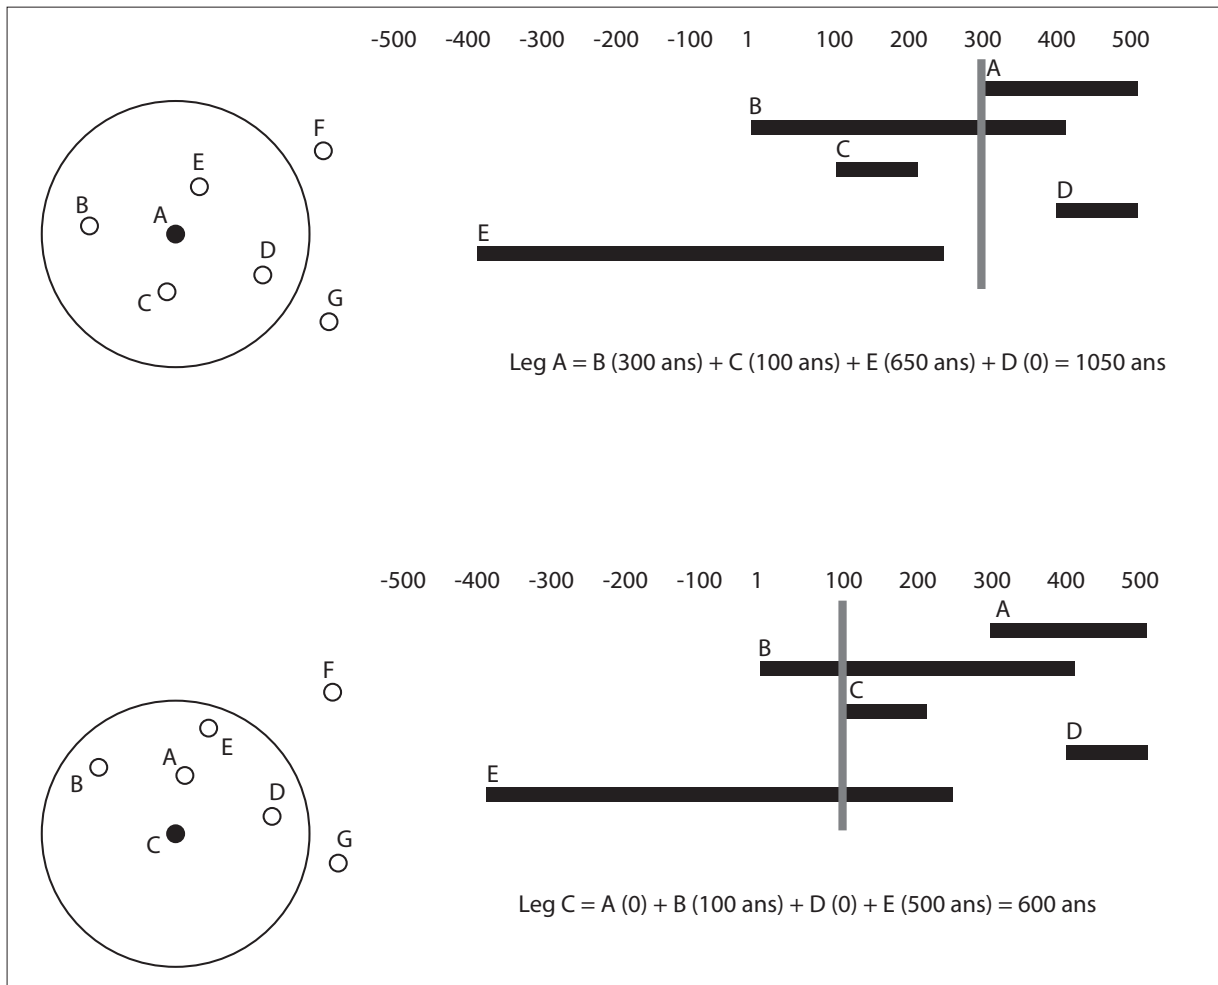 -500 -400 -300 -200 -100 1 100 200 300 400 500
A
B
F
C
E
B
A
D
D
E
C
G
Leg A = B (300 ans) + C (100 ans) + E (650 ans) + D (0) = 1050 ans
-500 -400 -300 -200 -100 1 100 200 300 400 500
A
B
F
C
E
A
D
B
E
D
C
G
Leg C = A (0) + B (100 ans) + D (0) + E (500 ans) = 600 ans